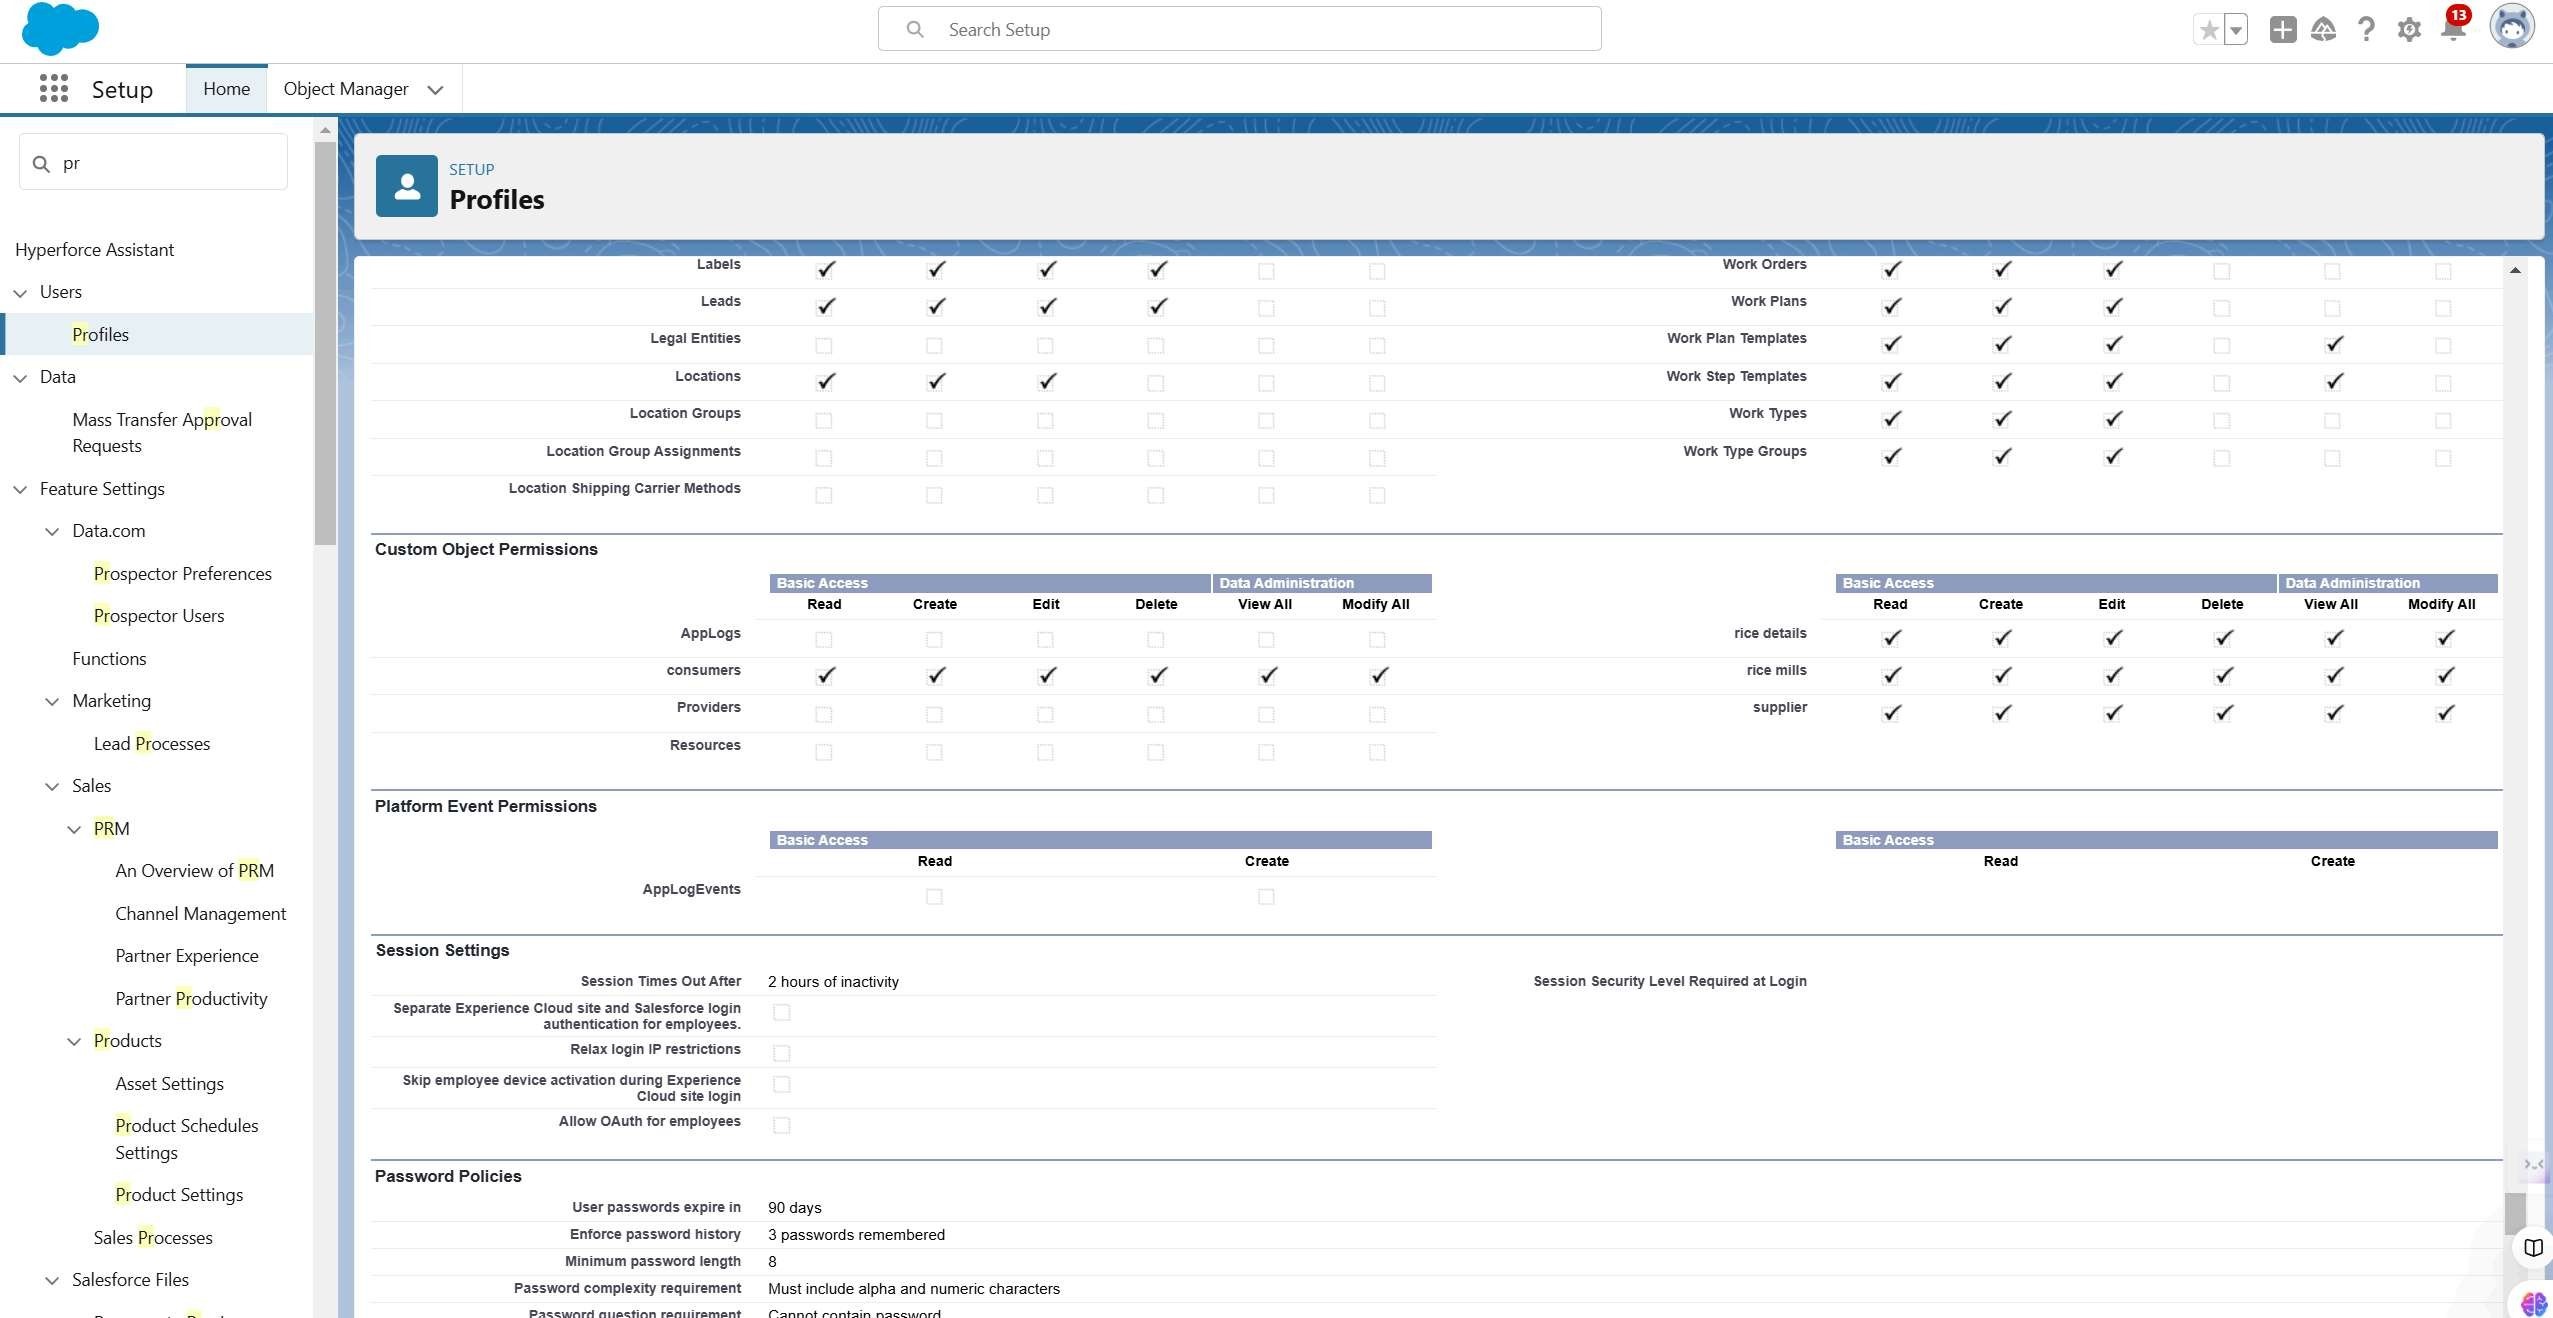 Search Setup
13
Setup
Home
Object Manager
pr
Hyperforce Assistant
Users
Profiles
Data
Mass Transfer Approval
Requests
Feature Settings
Data.com
Prospector Preferences
Prospector Users
Functions
Marketing
Lead Processes
Sales
PRM
An Overview of PRM
Channel Management
Partner Experience
Partner Productivity
Products
Asset Settings
Product Schedules
Settings
Product Settings
Sales Processes
Salesforce Files
SETUP
Profiles
Labels
Work Orders
Leads
Work Plans
Legal Entities
Work Plan Templates
Locations
Work Step Templates
Location Groups
Work Types
Location Group Assignments
Work Type Groups
Location Shipping Carrier Methods
Custom Object Permissions
Basic Access Data Administration Basic Access Data Administration
Read Create Edit Delete View All Modify All Read Create Edit Delete View All Modify All
AppLogs
rice details
consumers
rice mills
Providers
supplier
Resources
Platform Event Permissions
Basic Access Basic Access
Read Create Read Create
AppLogEvents
Session Settings
Session Times Out After 2 hours of inactivity
Session Security Level Required at Login
Separate Experience Cloud site and Salesforce login
authentication for employees.
Relax login IP restrictions
Skip employee device activation during Experience
Cloud site login
Allow OAuth for employees
Password Policies
User passwords expire in 90 days
Enforce password history 3 passwords remembered
Minimum password length 8
Password complexity requirement Must include alpha and numeric characters
Password question requirement Cannot contain password